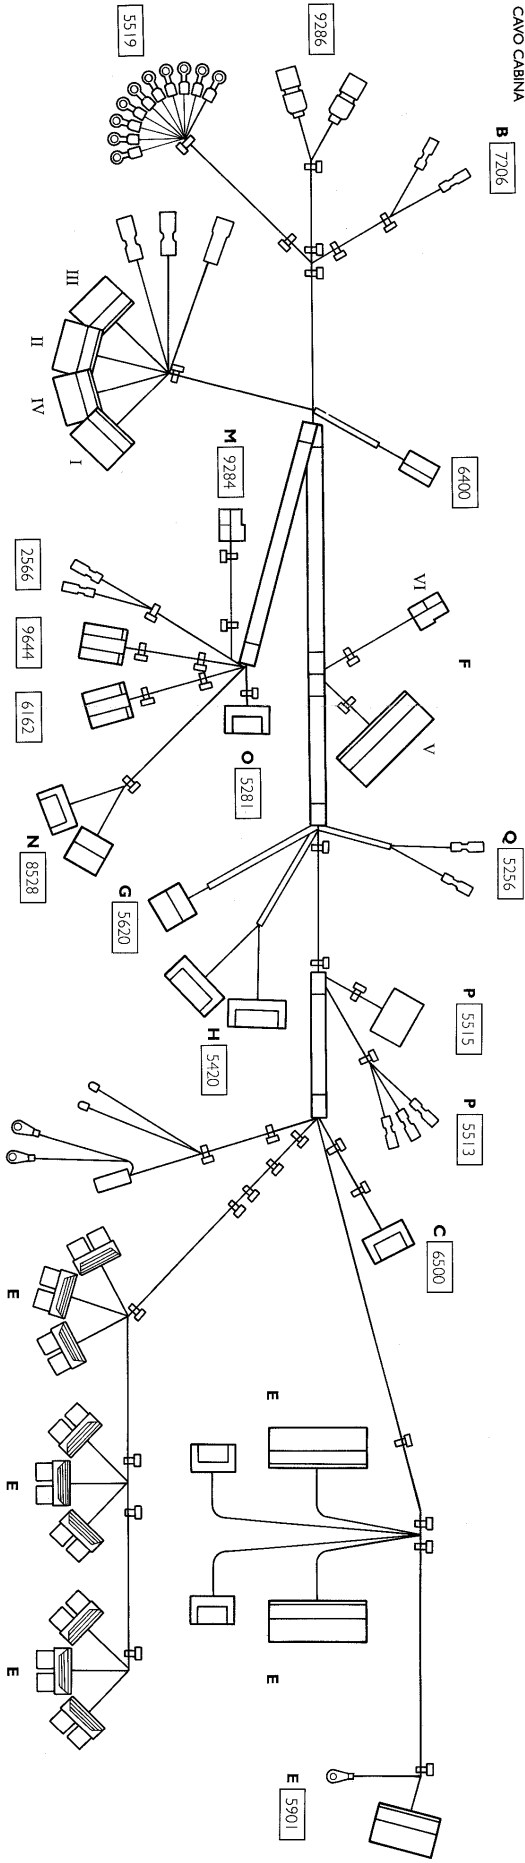 CAVO CABINA
5519
9286
B 7206
III
II
IV
I
6400
M 9284
2566
9644
6162
VI
F
V
O 5281
N 8528
G 5620
Q 5256
H 5420
P 5515
P 5513
C 6500
E
E
E
E
E
E 5901